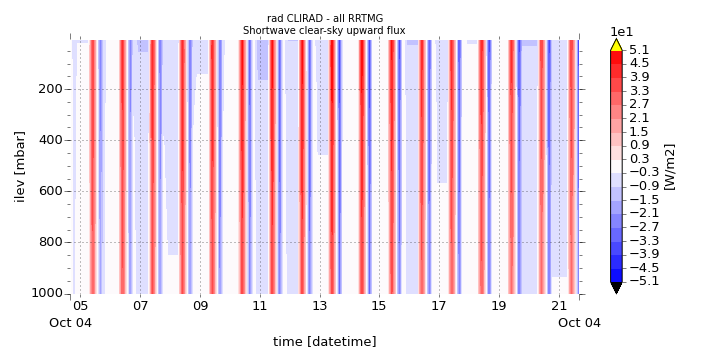 rad CLIRAD - all RRTMG
Shortwave clear-sky upward flux
1e1
5.1
4.5
3.9
3.3
2.7
2.1
1.5
0.9
0.3
−0.3
−0.9
−1.5
−2.1
−2.7
−3.3
−3.9
−4.5
−5.1
[W/m2]
200
400
600
800
1000
ilev [mbar]
05 07 09 11 13 15 17 19 21
Oct 04 Oct 04
time [datetime]